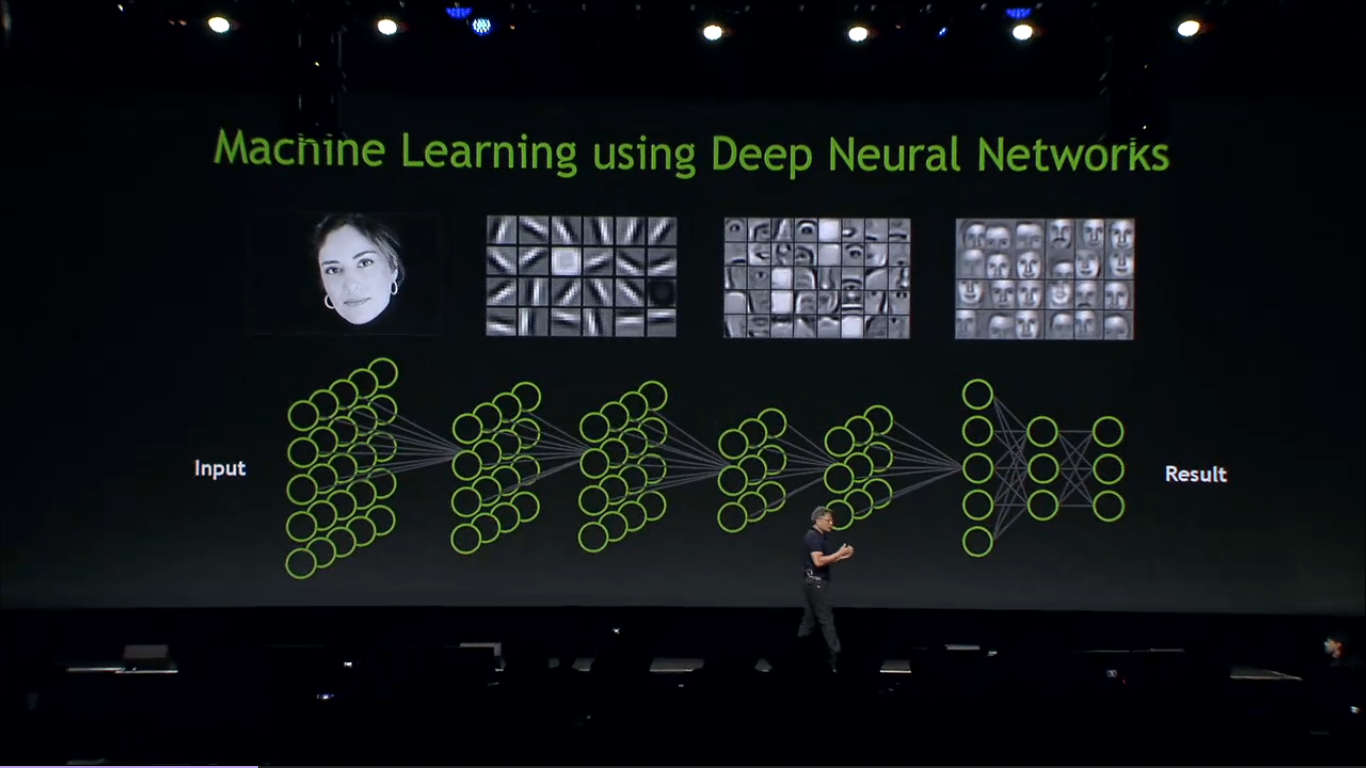 Machine Learning using Deep Neural Networks
Input
Result